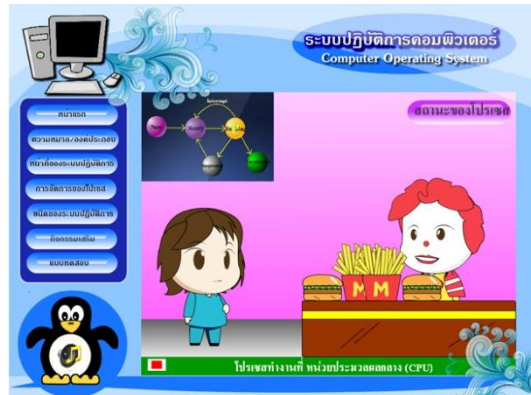 ระบบปฏิบัติการคอมพิวเตอร์
Computer Operating System
หน้าแรก
ความหมาย/องค์ประกอบ
หน้าที่ของระบบปฏิบัติการ
การจัดการของโปรเซส
ชนิดของระบบปฏิบัติการ
กิจกรรมเสริม
แบบทดสอบ
สถานะของโปรเซส
Ready
M M
โปรเซสทำงานที่ หน่วยประมวลผลกลาง (CPU)